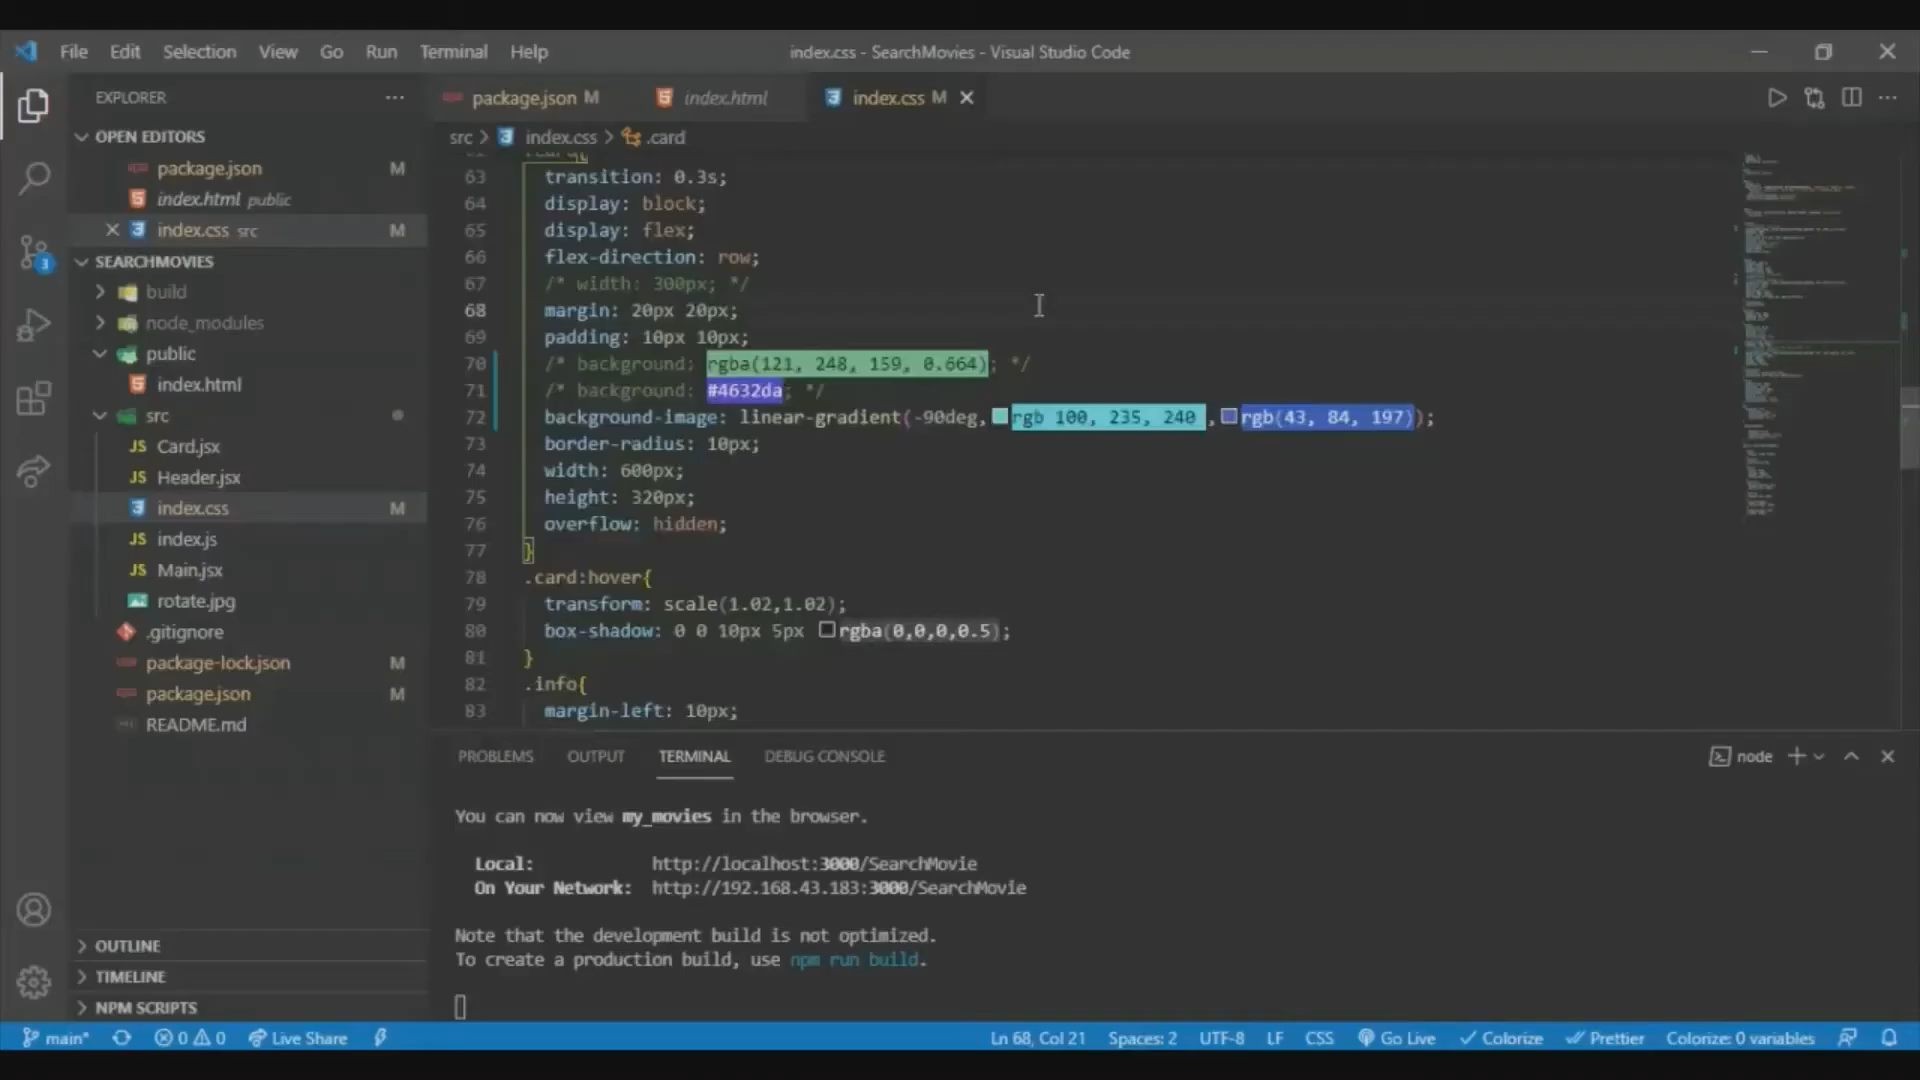 File Edit Selection View Go Run Terminal Help
index.css - SearchMovies - Visual Studio Code
EXPLORER
OPEN EDITORS
package.json M
index.html public
index.css src M
SEARCHMOVIES
build
node_modules
public
index.html
src
JS Card.jsx
JS Header.jsx
index.css M
JS index.js
JS Main.jsx
rotate.jpg
.gitignore
package-lock.json M
package.json M
README.md
OUTLINE
TIMELINE
NPM SCRIPTS
3
package.json M index.html index.css M
src > index.css > .card
63 transition: 0.3s;
64 display: block;
65 display: flex;
66 flex-direction: row;
67 /* width: 300px; */
68 margin: 20px 20px;
69 padding: 10px 10px;
70 /* background: rgba(121, 248, 159, 0.664); */
71 /* background: #4632da; */
72 background-image: linear-gradient(-90deg, rgb 100, 235, 240 , rgb(43, 84, 197));
73 border-radius: 10px;
74 width: 600px;
75 height: 320px;
76 overflow: hidden;
77 }
78 .card:hover{
79 transform: scale(1.02,1.02);
80 box-shadow: 0 0 10px 5px rgba(0,0,0,0.5);
81 }
82 .info{
83 margin-left: 10px;
PROBLEMS OUTPUT TERMINAL DEBUG CONSOLE
node
You can now view my_movies in the browser.
Local: http://localhost:3000/SearchMovie
On Your Network: http://192.168.43.183:3000/SearchMovie
Note that the development build is not optimized.
To create a production build, use npm run build.
main* 0 0 Live Share
Ln 68, Col 21 Spaces: 2 UTF-8 LF CSS Go Live Colorize Prettier Colorize: 0 variables